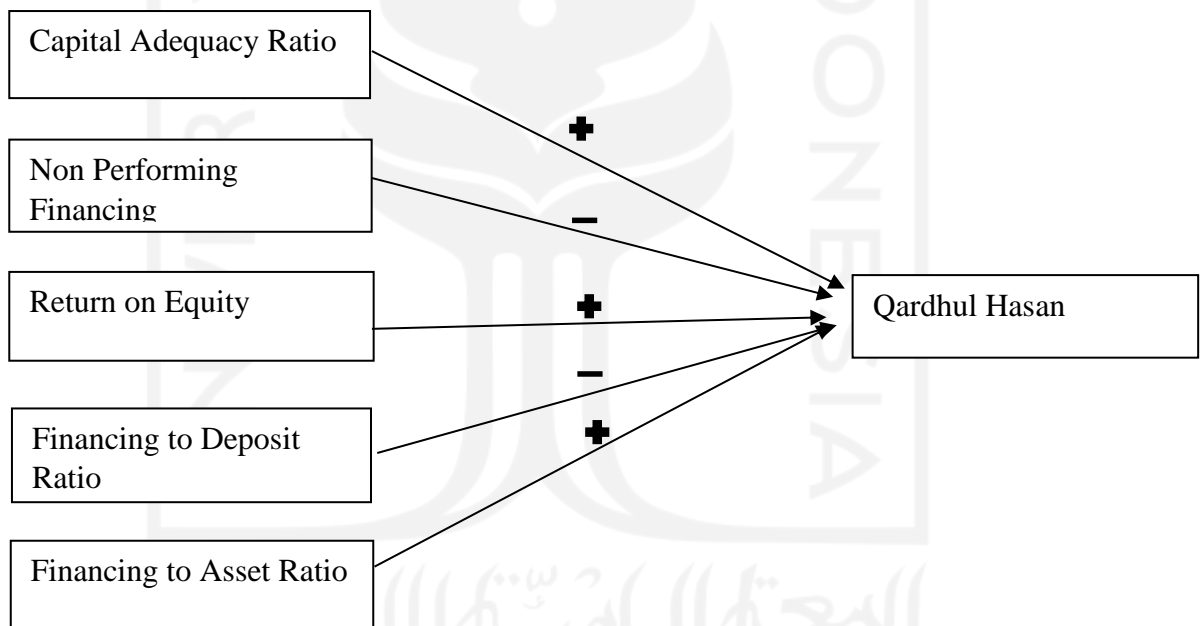 Capital Adequacy Ratio
+
Non Performing
Financing
−
Return on Equity
+
Qardhul Hasan
−
Financing to Deposit
Ratio
+
Financing to Asset Ratio